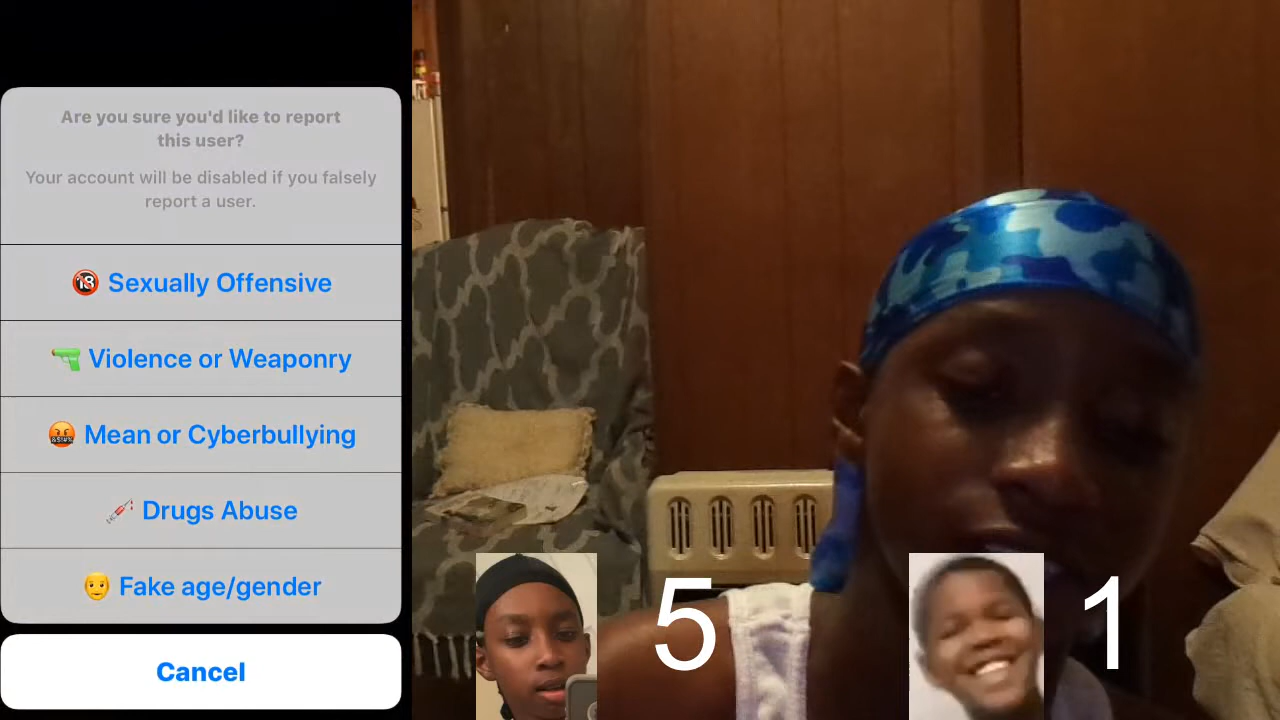 Are you sure you'd like to report
this user?
Your account will be disabled if you falsely
report a user.
🔞 Sexually Offensive
🔫 Violence or Weaponry
🤬 Mean or Cyberbullying
💉 Drugs Abuse
👨 Fake age/gender
Cancel
5
1